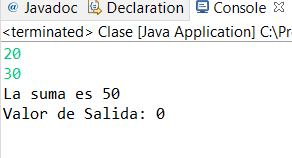 @ Javadoc Declaration Console
<terminated> Clase [Java Application] C:\Pr
20
30
La suma es 50
Valor de Salida: 0